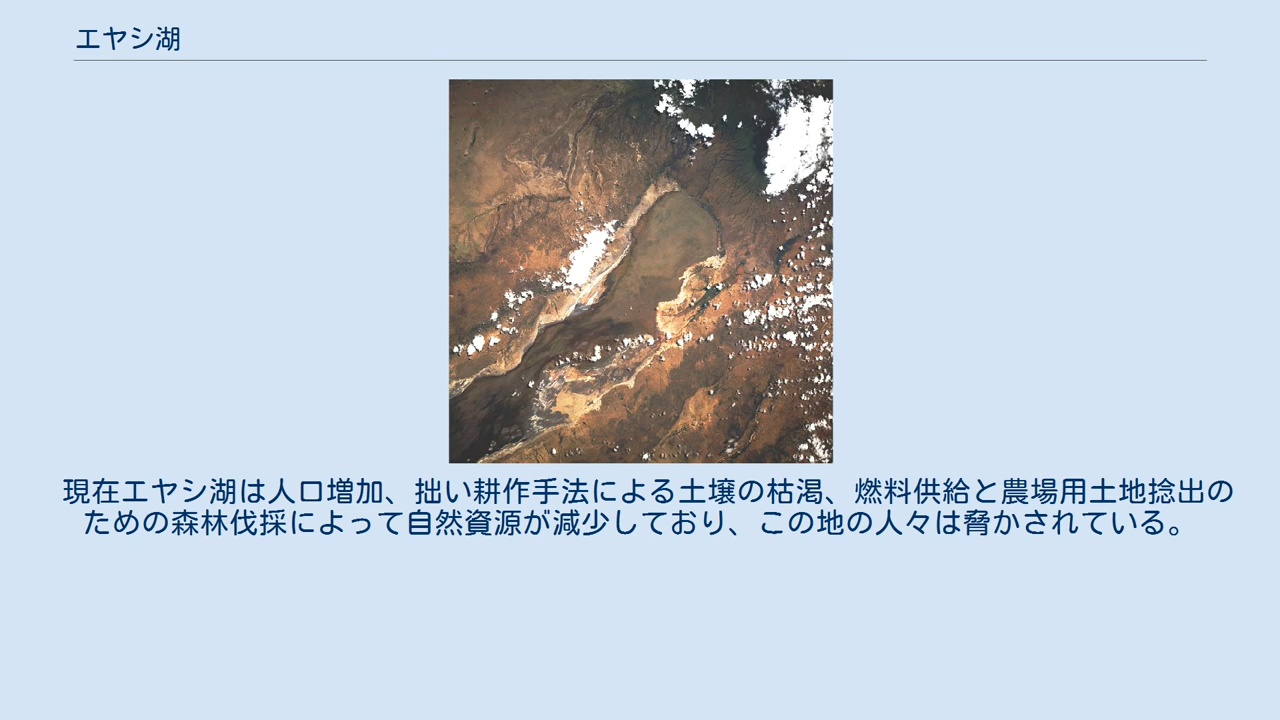 エヤシ湖
現在エヤシ湖は人口増加、拙い耕作手法による土壌の枯渇、燃料供給と農場用土地捻出の
ための森林伐採によって自然資源が減少しており、この地の人々は脅かされている。